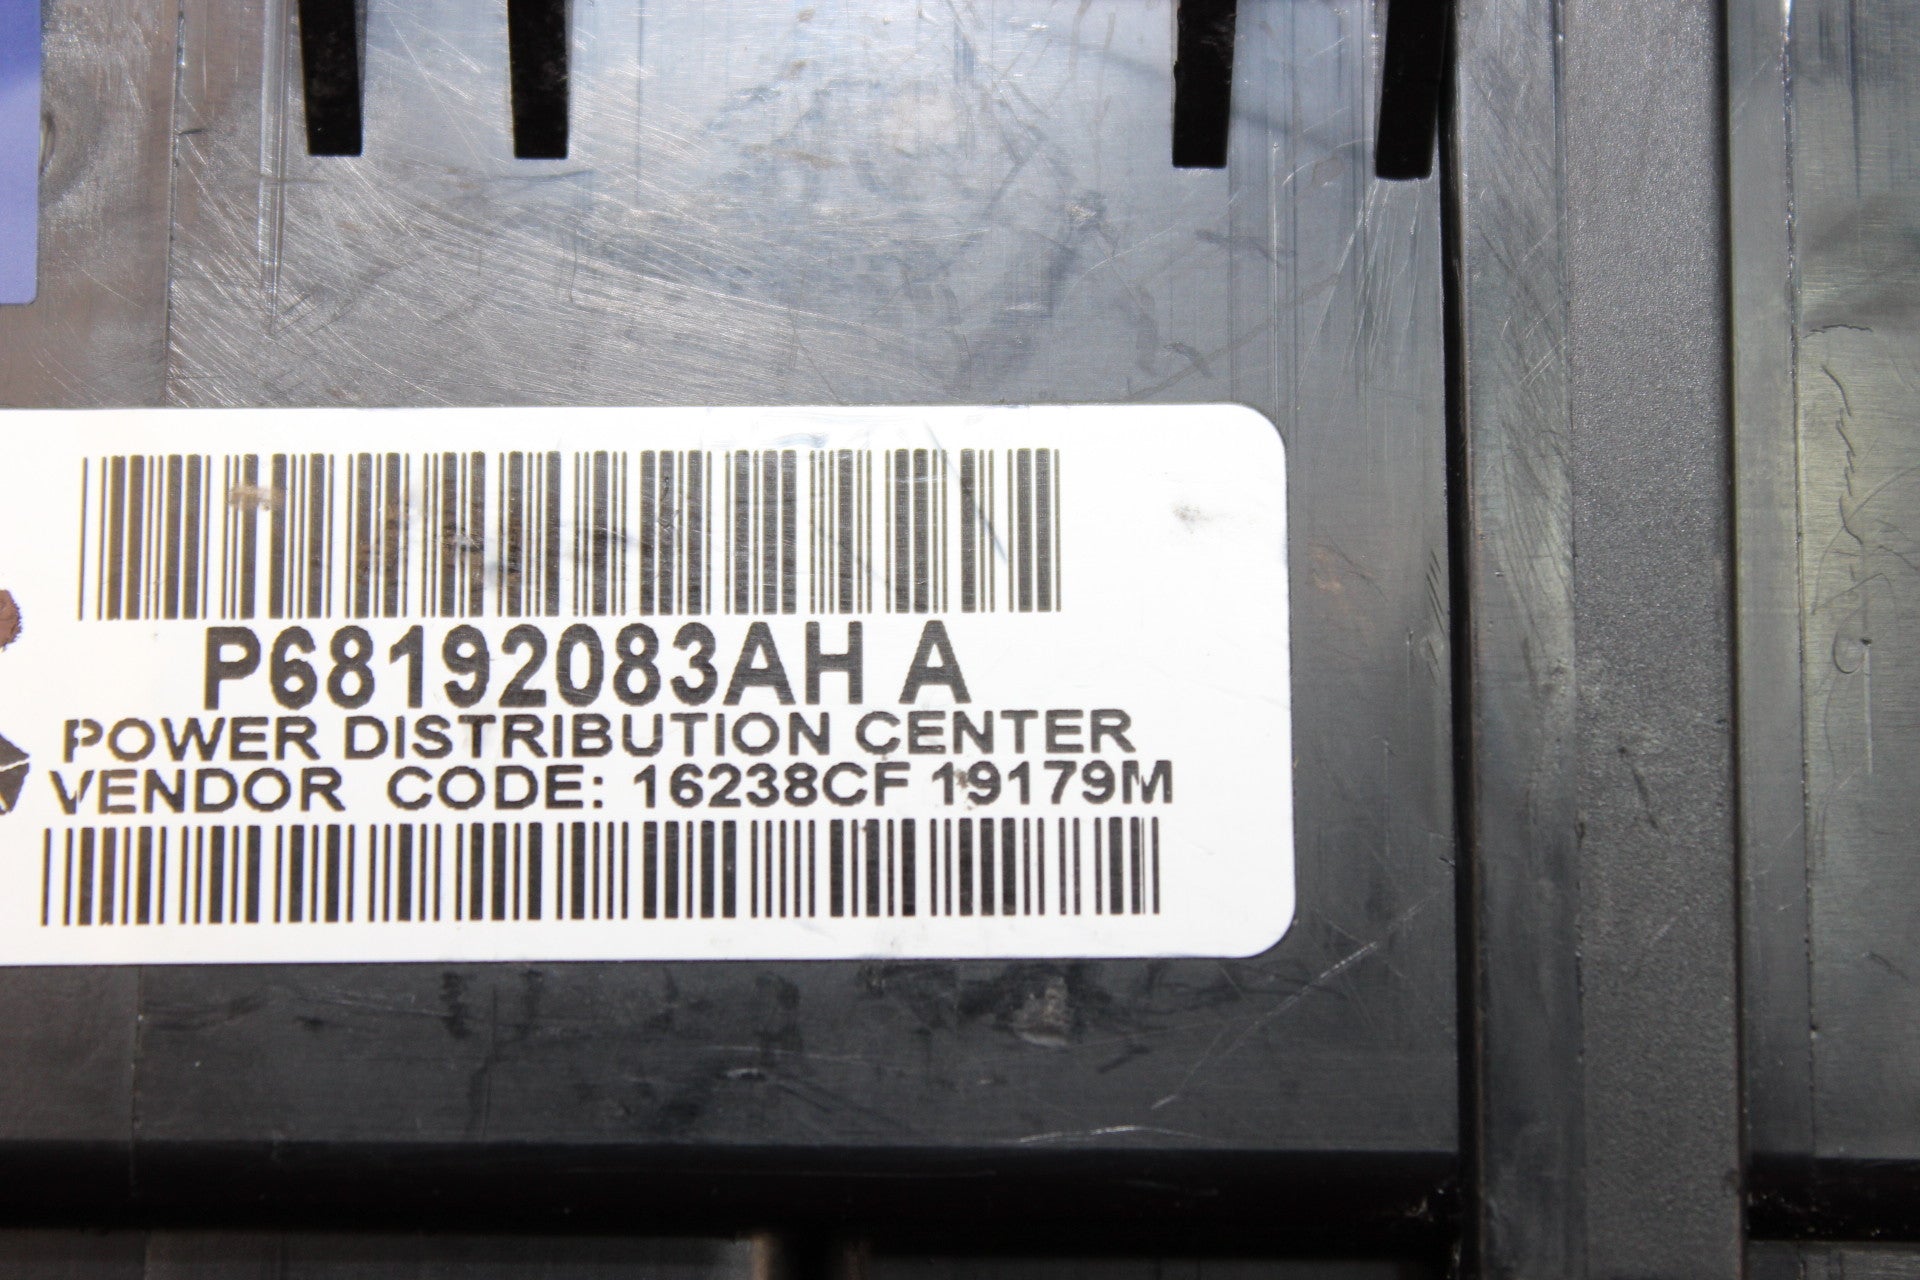 P68192083AH A
POWER DISTRIBUTION CENTER
VENDOR CODE: 16238CF 19179M